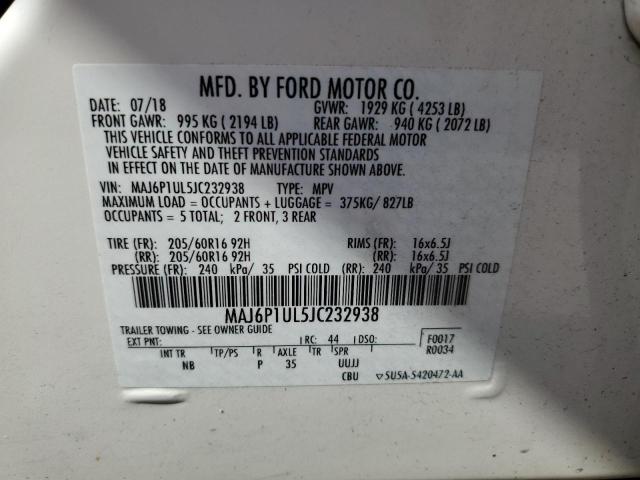 MFD. BY FORD MOTOR CO.
DATE: 07/18 GVWR: 1929 KG ( 4253 LB)
FRONT GAWR: 995 KG ( 2194 LB) REAR GAWR: 940 KG ( 2072 LB)
THIS VEHICLE CONFORMS TO ALL APPLICABLE FEDERAL MOTOR
VEHICLE SAFETY AND THEFT PREVENTION STANDARDS
IN EFFECT ON THE DATE OF MANUFACTURE SHOWN ABOVE.
VIN: MAJ6P1UL5JC232938 TYPE: MPV
MAXIMUM LOAD = OCCUPANTS + LUGGAGE = 375KG/ 827LB
OCCUPANTS = 5 TOTAL; 2 FRONT, 3 REAR
TIRE (FR): 205/60R16 92H RIMS (FR): 16x6.5J
(RR): 205/60R16 92H (RR): 16x6.5J
PRESSURE (FR): 240 kPa/ 35 PSI COLD (RR): 240 kPa/ 35 PSI COLD
MAJ6P1UL5JC232938
TRAILER TOWING - SEE OWNER GUIDE
EXT PNT: RC: 44 DSO: F0017
R0034
INT TR TP/PS R AXLE TR SPR
NB P 35 UUJJ
CBU 5U5A-5420472-AA